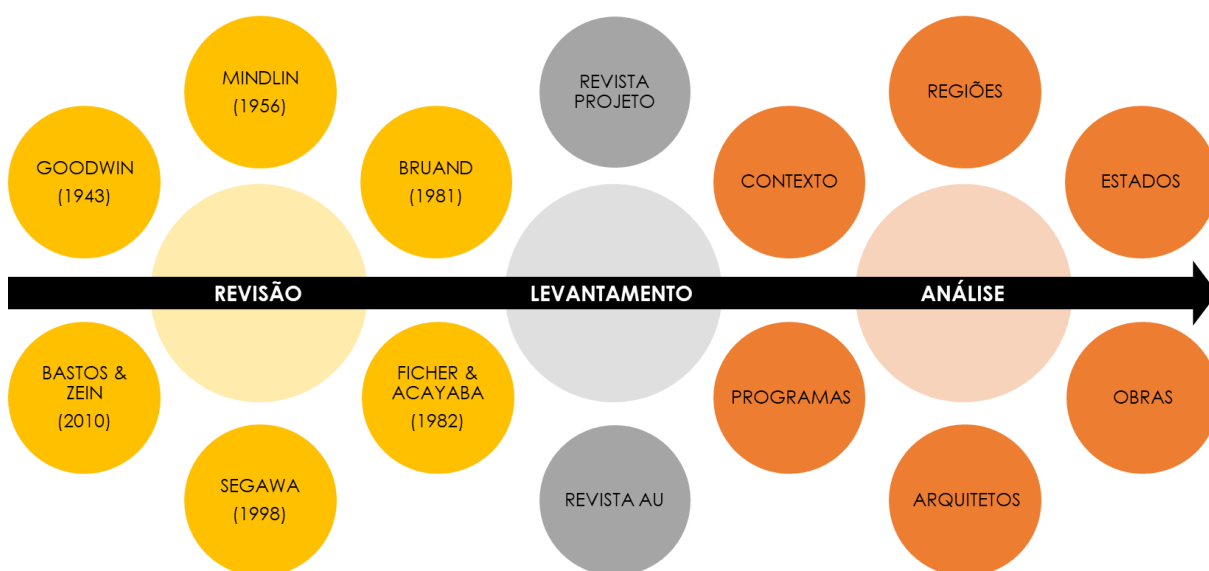 MINDLIN
(1956)
REVISTA
PROJETO
REGIÕES
GOODWIN
(1943)
BRUAND
(1981)
CONTEXTO
ESTADOS
REVISÃO
LEVANTAMENTO
ANÁLISE
BASTOS &
ZEIN
(2010)
FICHER &
ACAYABA
(1982)
PROGRAMAS
OBRAS
SEGAWA
(1998)
REVISTA AU
ARQUITETOS